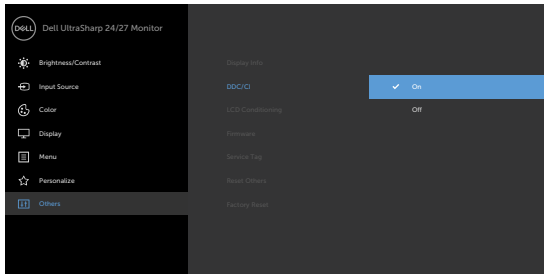 DELL Dell UltraSharp 24/27 Monitor
Brightness/Contrast Display Info
Input Source DDC/CI On
Color LCD Conditioning Off
Display Firmware
Menu Service Tag
Personalize Reset Others
Others Factory Reset